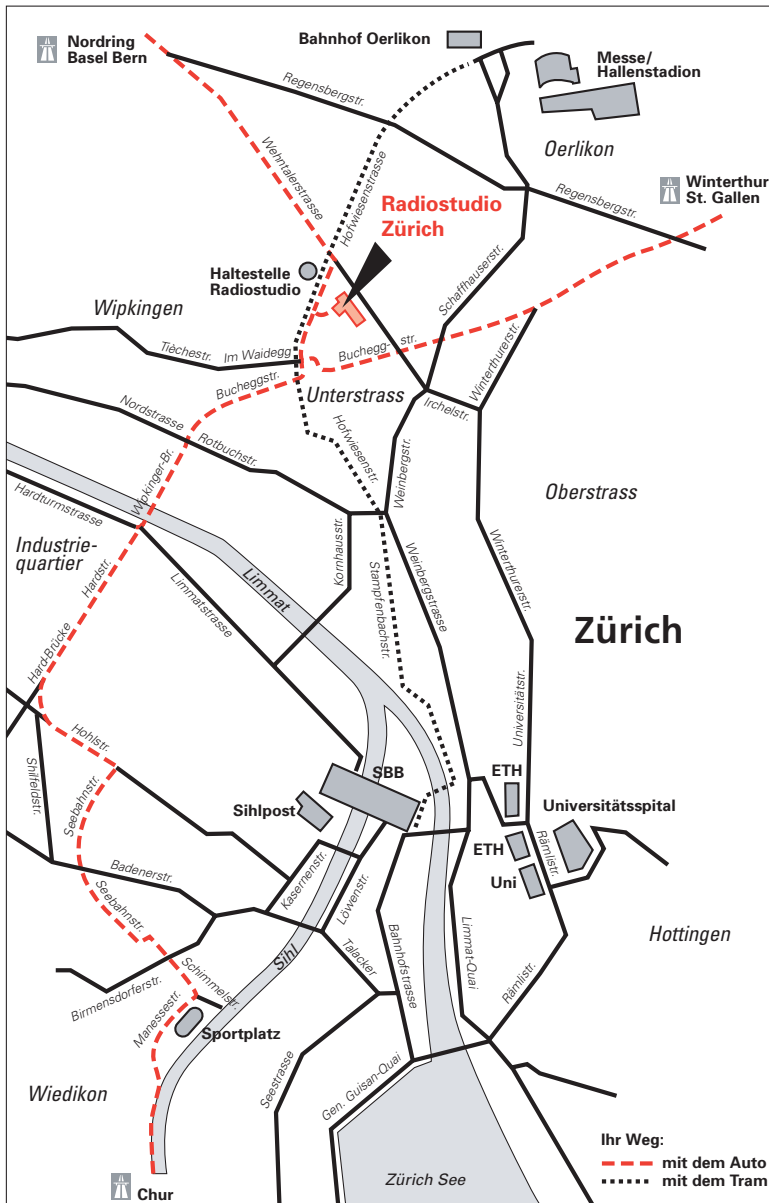 Nordring
Basel Bern
Bahnhof Oerlikon
Messe/
Hallenstadion
Regensbergstr.
Oerlikon
Wehntalerstrasse
Hofwiesenstrasse
Winterthur
St. Gallen
Regensbergstr.
Radiostudio
Zürich
Haltestelle
Radiostudio
Schaffhauserstr.
Wipkingen
Tièchestr.
Im Waidegg
Buchegg-str.
Winterthurerstr.
Bucheggstr.
Unterstrass
Irchelstr.
Nordstrasse
Rotbuchstr.
Hofwiesenstr.
Weinbergstr.
Wipkinger-Br.
Hardturmstrasse
Oberstrass
Industrie-
quartier
Hardstr.
Limmatstrasse
Limmat
Kornhausstr.
Stampfenbachstr.
Weinbergstrasse
Winterthurerstr.
Zürich
Hard-Brücke
Hohlstr.
Universitätstr.
Shilfeldstr.
Seebahnstr.
SBB
ETH
Sihlpost
Universitätsspital
ETH
Rämlistr.
Uni
Badenerstr.
Kasernenstr.
Löwenstr.
Seebahnstr.
Sihl
Talacker
Bahnhofstrasse
Limmat-Quai
Hottingen
Rämlistr.
Birmensdorferstr.
Schimmelstr.
Manessestr.
Sportplatz
Wiedikon
Seestrasse
Gen. Guisan-Quai
Zürich See
Chur
Ihr Weg:
mit dem Auto
mit dem Tram